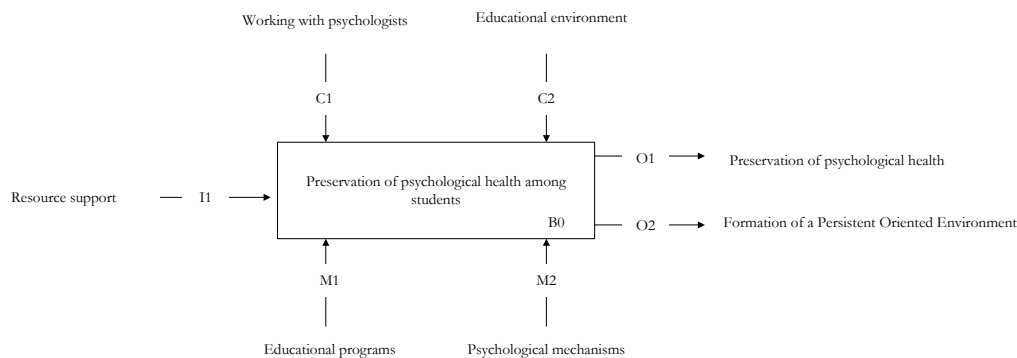 Working with psychologists
Educational environment
C1
C2
O1
Preservation of psychological health
Preservation of psychological health among
students
Resource support
I1
B0
O2
Formation of a Persistent Oriented Environment
M1
M2
Educational programs
Psychological mechanisms